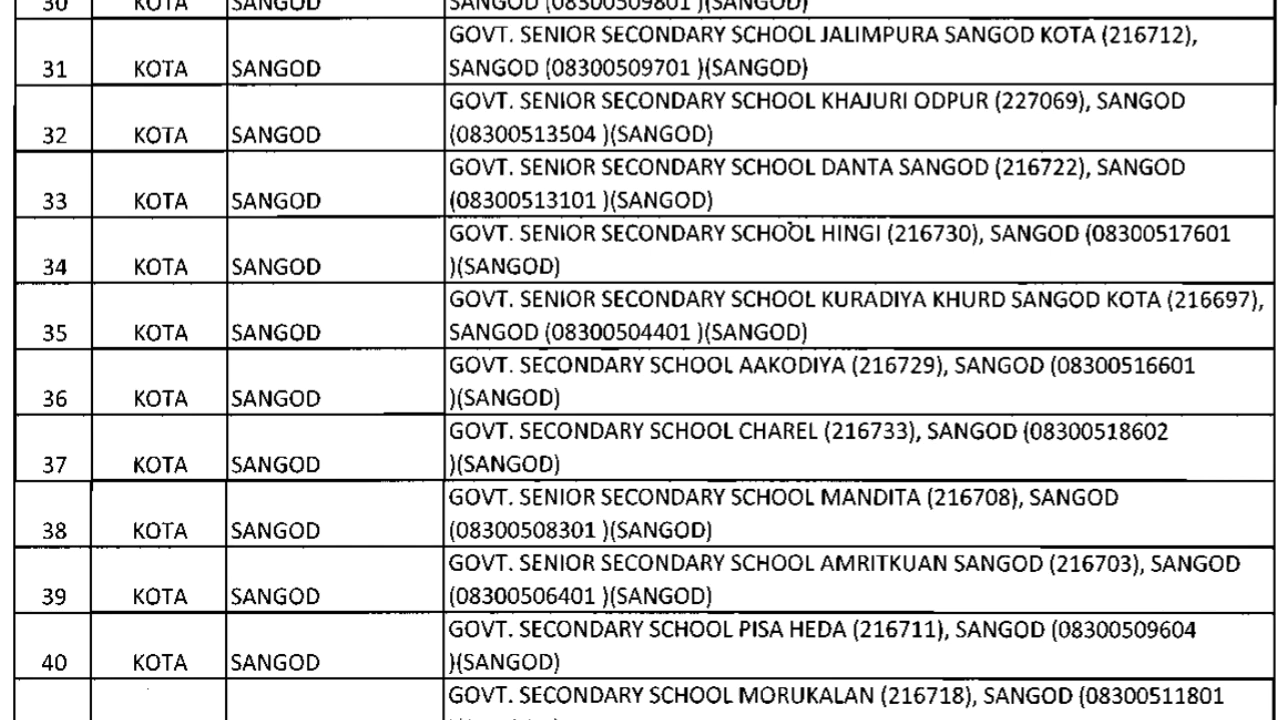 30 KOTA SANGOD SANGOD (08300509801 )(SANGOD)
GOVT. SENIOR SECONDARY SCHOOL JALIMPURA SANGOD KOTA (216712),
31 KOTA SANGOD SANGOD (08300509701 )(SANGOD)
GOVT. SENIOR SECONDARY SCHOOL KHAJURI ODPUR (227069), SANGOD
32 KOTA SANGOD (08300513504 )(SANGOD)
GOVT. SENIOR SECONDARY SCHOOL DANTA SANGOD (216722), SANGOD
33 KOTA SANGOD (08300513101 )(SANGOD)
GOVT. SENIOR SECONDARY SCHOOL HINGI (216730), SANGOD (08300517601
34 KOTA SANGOD )(SANGOD)
GOVT. SENIOR SECONDARY SCHOOL KURADIYA KHURD SANGOD KOTA (216697),
35 KOTA SANGOD SANGOD (08300504401 )(SANGOD)
GOVT. SECONDARY SCHOOL AAKODIYA (216729), SANGOD (08300516601
36 KOTA SANGOD )(SANGOD)
GOVT. SECONDARY SCHOOL CHAREL (216733), SANGOD (08300518602
37 KOTA SANGOD )(SANGOD)
GOVT. SENIOR SECONDARY SCHOOL MANDITA (216708), SANGOD
38 KOTA SANGOD (08300508301 )(SANGOD)
GOVT. SENIOR SECONDARY SCHOOL AMRITKUAN SANGOD (216703), SANGOD
39 KOTA SANGOD (08300506401 )(SANGOD)
GOVT. SECONDARY SCHOOL PISA HEDA (216711), SANGOD (08300509604
40 KOTA SANGOD )(SANGOD)
GOVT. SECONDARY SCHOOL MORUKALAN (216718), SANGOD (08300511801